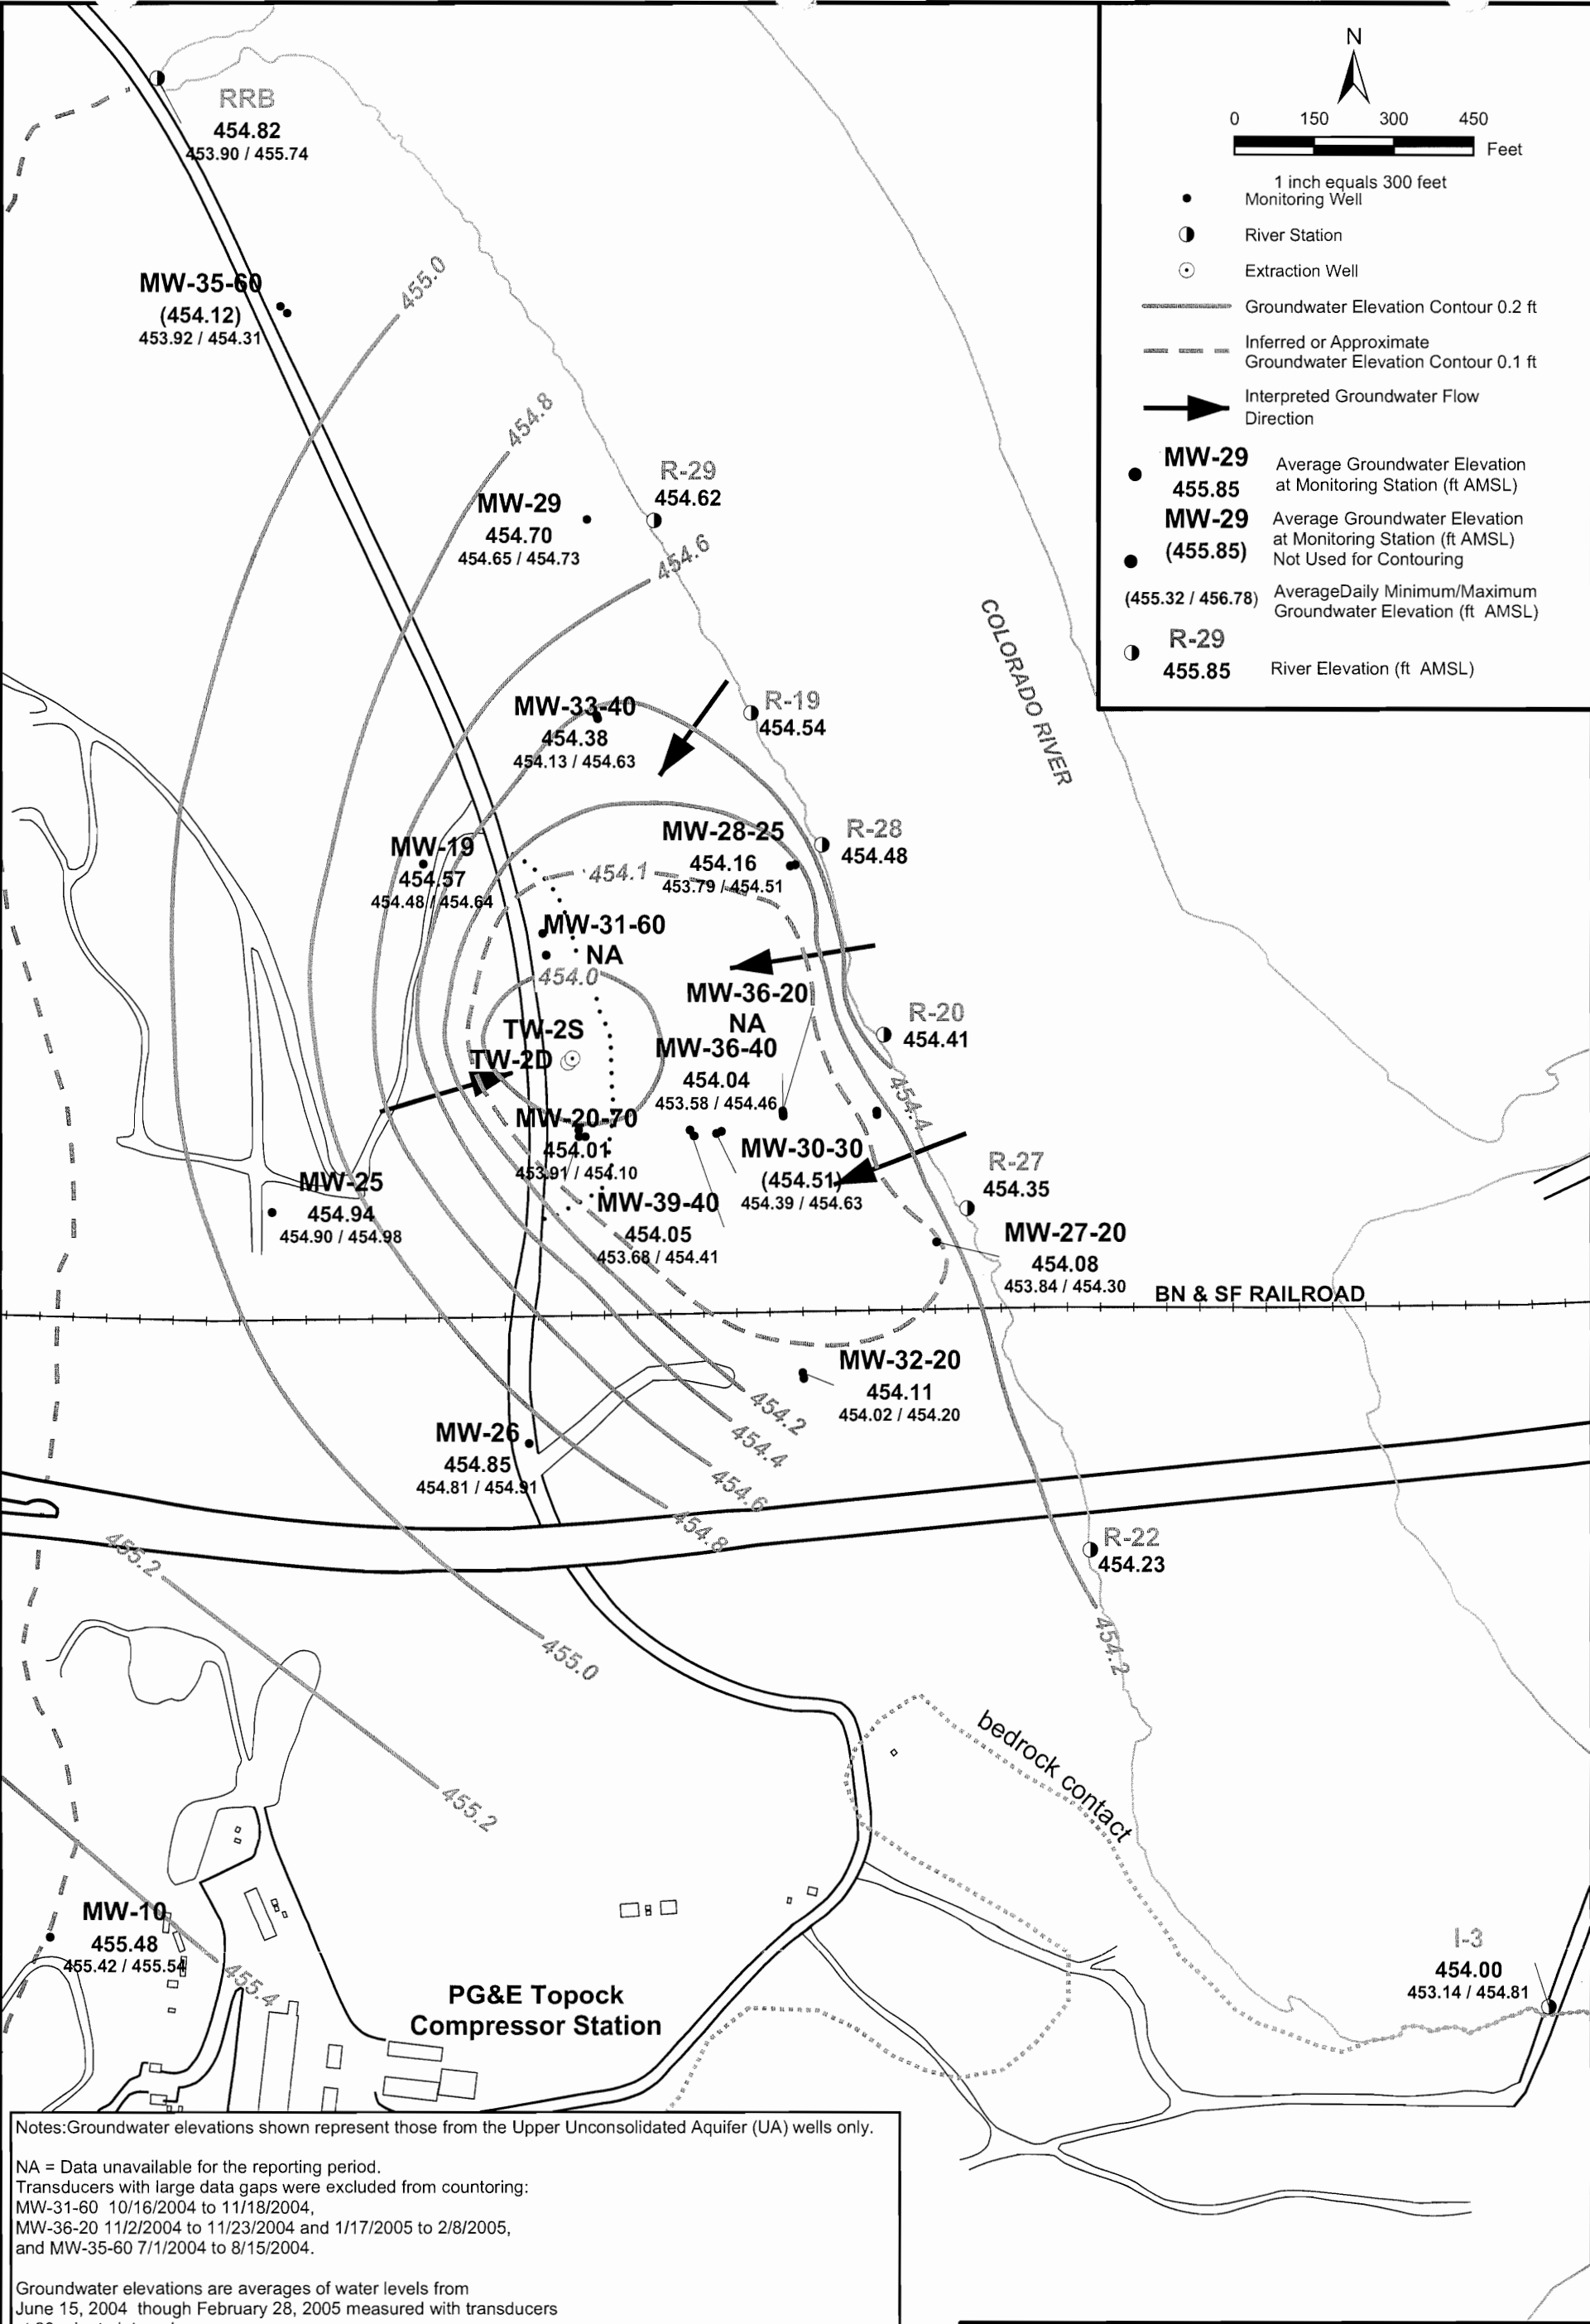 N
0 150 300 450
Feet
1 inch equals 300 feet
Monitoring Well
River Station
Extraction Well
Groundwater Elevation Contour 0.2 ft
Inferred or Approximate
Groundwater Elevation Contour 0.1 ft
Interpreted Groundwater Flow
Direction
MW-29
455.85
Average Groundwater Elevation
at Monitoring Station (ft AMSL)
MW-29
(455.85)
Average Groundwater Elevation
at Monitoring Station (ft AMSL)
Not Used for Contouring
(455.32 / 456.78)
AverageDaily Minimum/Maximum
Groundwater Elevation (ft AMSL)
R-29
455.85
River Elevation (ft AMSL)
RRB
454.82
453.90 / 455.74
MW-35-60
(454.12)
453.92 / 454.31
455.0
454.8
R-29
454.62
MW-29
454.70
454.65 / 454.73
454.6
COLORADO RIVER
MW-33-40
454.38
454.13 / 454.63
R-19
454.54
MW-19
454.57
454.48 / 454.64
454.1
MW-28-25
454.16
453.79 / 454.51
R-28
454.48
MW-31-60
NA
454.0
MW-36-20
NA
R-20
454.41
TW-2S
TW-2D
MW-36-40
454.04
453.58 / 454.46
454.4
MW-20-70
454.01
453.91 / 454.10
MW-30-30
(454.51)
454.39 / 454.63
R-27
454.35
MW-25
454.94
454.90 / 454.98
MW-39-40
454.05
453.68 / 454.41
MW-27-20
454.08
453.84 / 454.30
BN & SF RAILROAD
MW-32-20
454.11
454.02 / 454.20
454.2
454.4
454.6
454.8
MW-26
454.85
454.81 / 454.91
455.2
R-22
454.23
454.2
455.0
bedrock contact
455.2
MW-10
455.48
455.42 / 455.54
455.4
I-3
454.00
453.14 / 454.81
PG&E Topock
Compressor Station
Notes:Groundwater elevations shown represent those from the Upper Unconsolidated Aquifer (UA) wells only.
NA = Data unavailable for the reporting period.
Transducers with large data gaps were excluded from countoring:
MW-31-60 10/16/2004 to 11/18/2004,
MW-36-20 11/2/2004 to 11/23/2004 and 1/17/2005 to 2/8/2005,
and MW-35-60 7/1/2004 to 8/15/2004.
Groundwater elevations are averages of water levels from
June 15, 2004 though February 28, 2005 measured with transducers